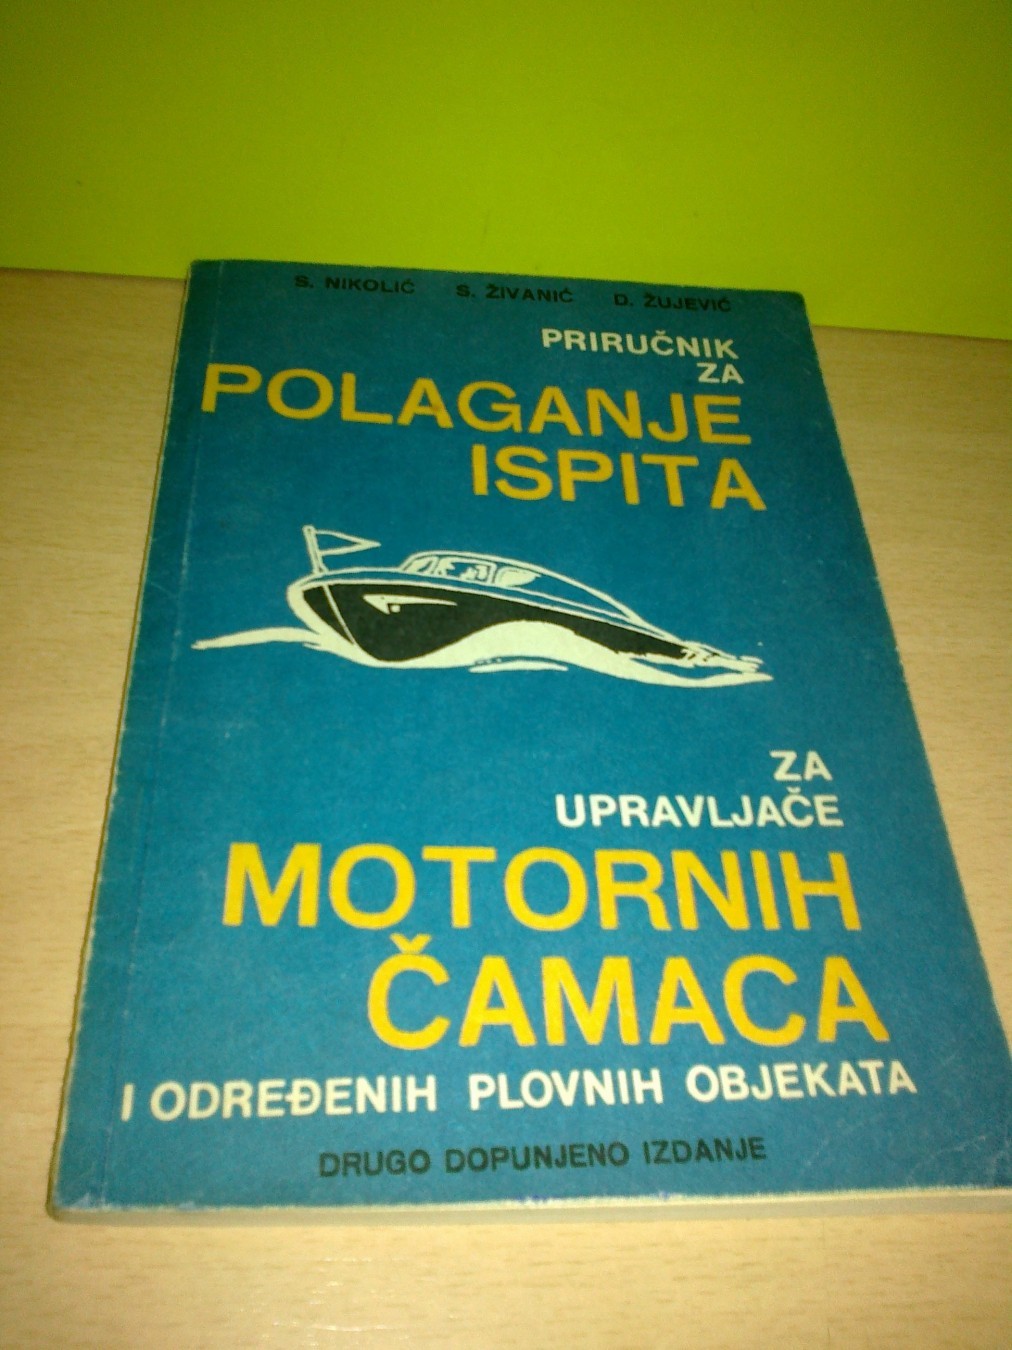 S. NIKOLIĆ S. ŽIVANIĆ D. ŽUJEVIĆ
PRIRUČNIK
ZA
POLAGANJE
ISPITA
ZA
UPRAVLJAČE
MOTORNIH
ČAMACA
I ODREĐENIH PLOVNIH OBJEKATA
DRUGO DOPUNJENO IZDANJE